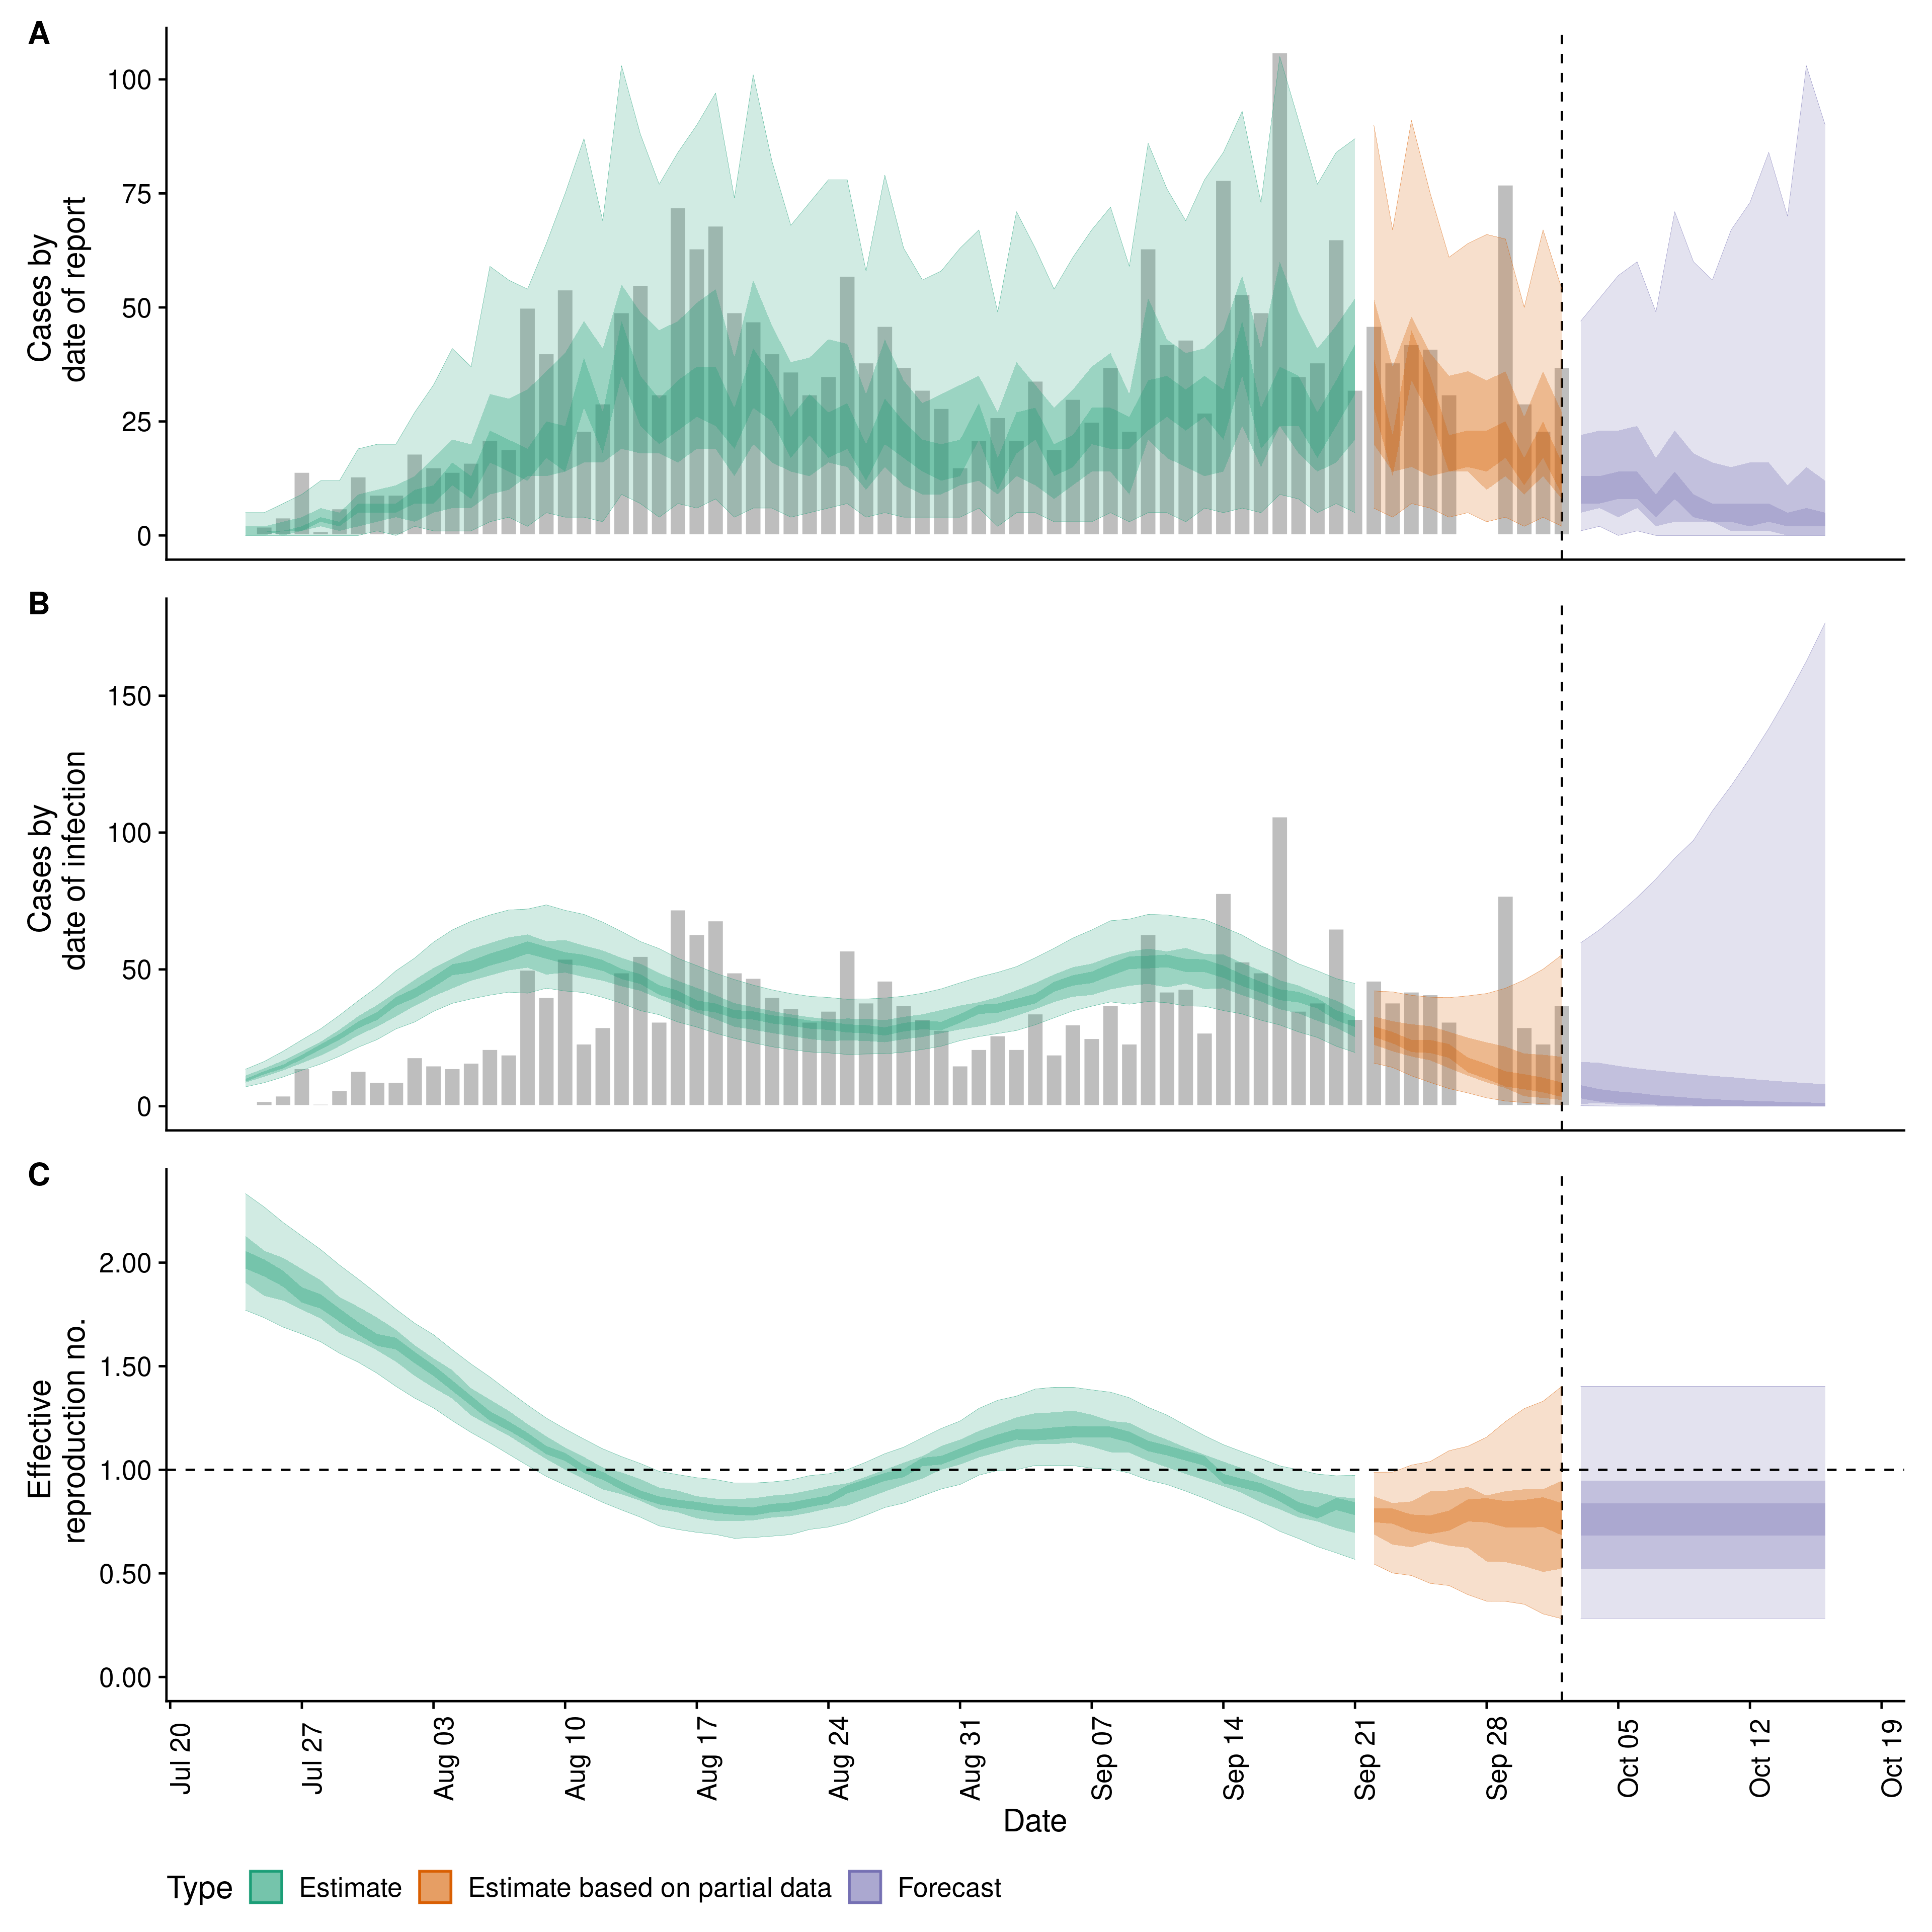 A
Cases by
date of report
100
75
50
25
0
B
Cases by
date of infection
150
100
50
0
C
Effective
reproduction no.
2.00
1.50
1.00
0.50
0.00
Jul 20
Jul 27
Aug 03
Aug 10
Aug 17
Aug 24
Aug 31
Sep 07
Sep 14
Sep 21
Sep 28
Oct 05
Oct 12
Oct 19
Date
Type Estimate Estimate based on partial data Forecast